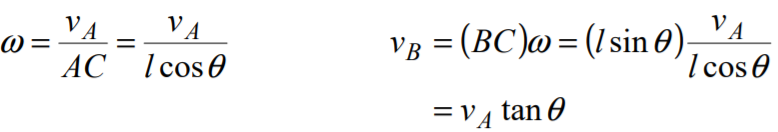 ω = v_A / AC = v_A / (l cos θ)
v_B = (BC)ω = (l sin θ) v_A / (l cos θ)
= v_A tan θ